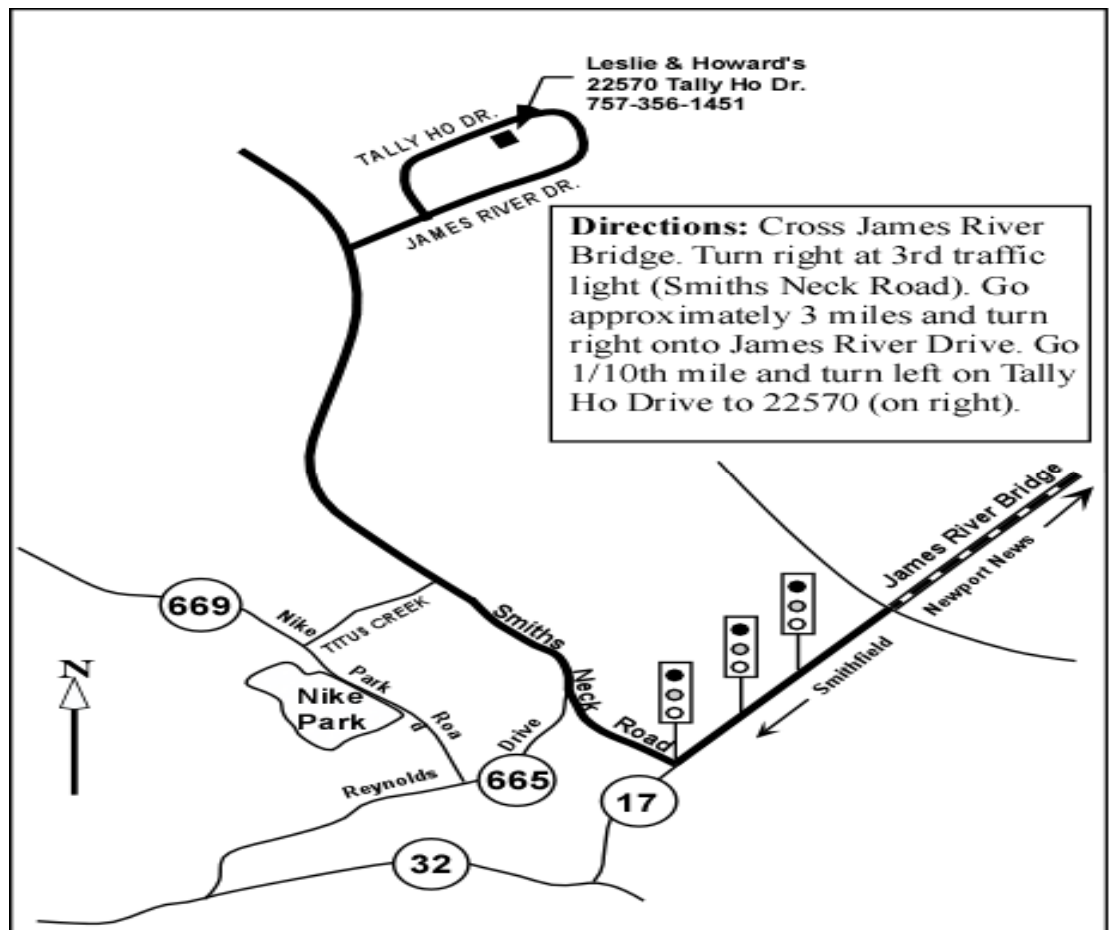 Leslie & Howard's
22570 Tally Ho Dr.
757-356-1451
TALLY HO DR.
JAMES RIVER DR.
Directions: Cross James River
Bridge. Turn right at 3rd traffic
light (Smiths Neck Road). Go
approximately 3 miles and turn
right onto James River Drive. Go
1/10th mile and turn left on Tally
Ho Drive to 22570 (on right).
James River Bridge
Newport News
Smithfield
669
Nike
Park
Roa
d
TITUS CREEK
Smiths
Neck
Road
Nike
Park
N
Drive
665
Reynolds
17
32